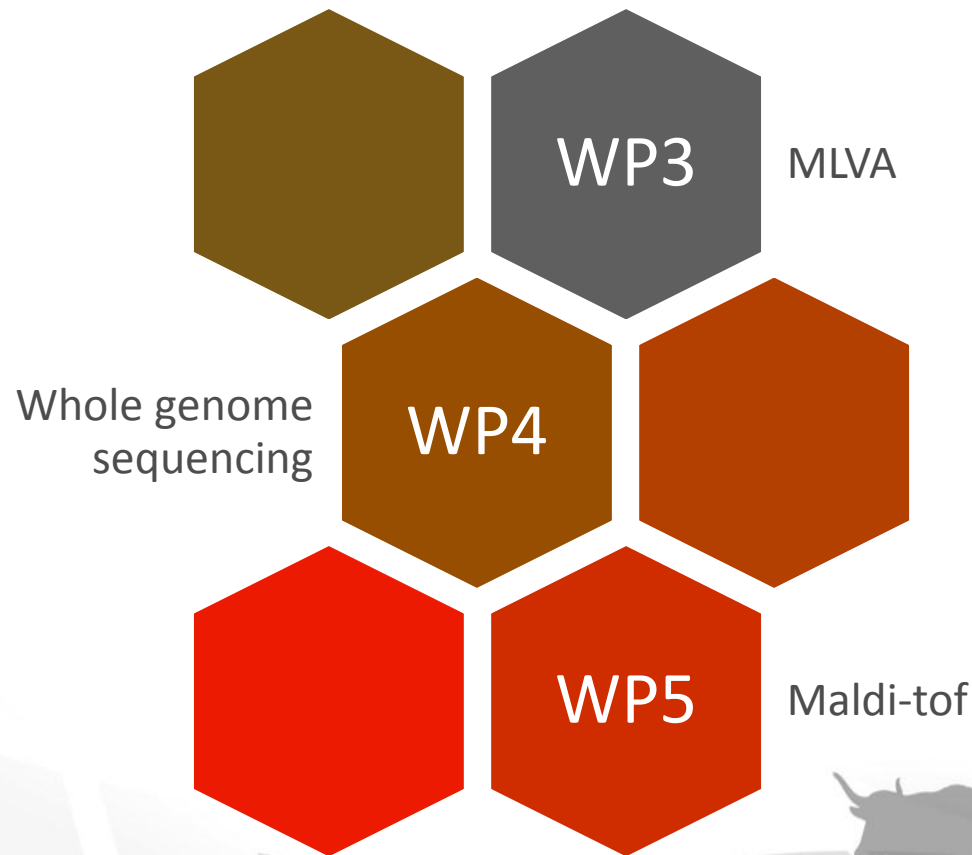 WP3
MLVA
Whole genome
sequencing
WP4
WP5
Maldi-tof